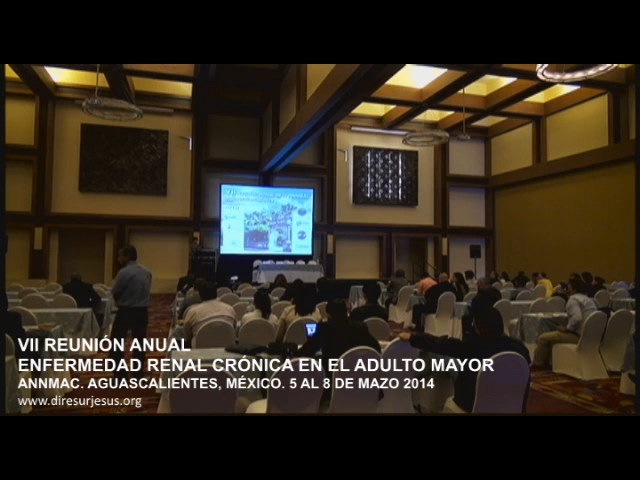 VII
VII REUNIÓN ANUAL
ENFERMEDAD RENAL CRÓNICA EN EL ADULTO MAYOR
ANNMAC. AGUASCALIENTES, MÉXICO. 5 AL 8 DE MAZO 2014
www.diresurjesus.org